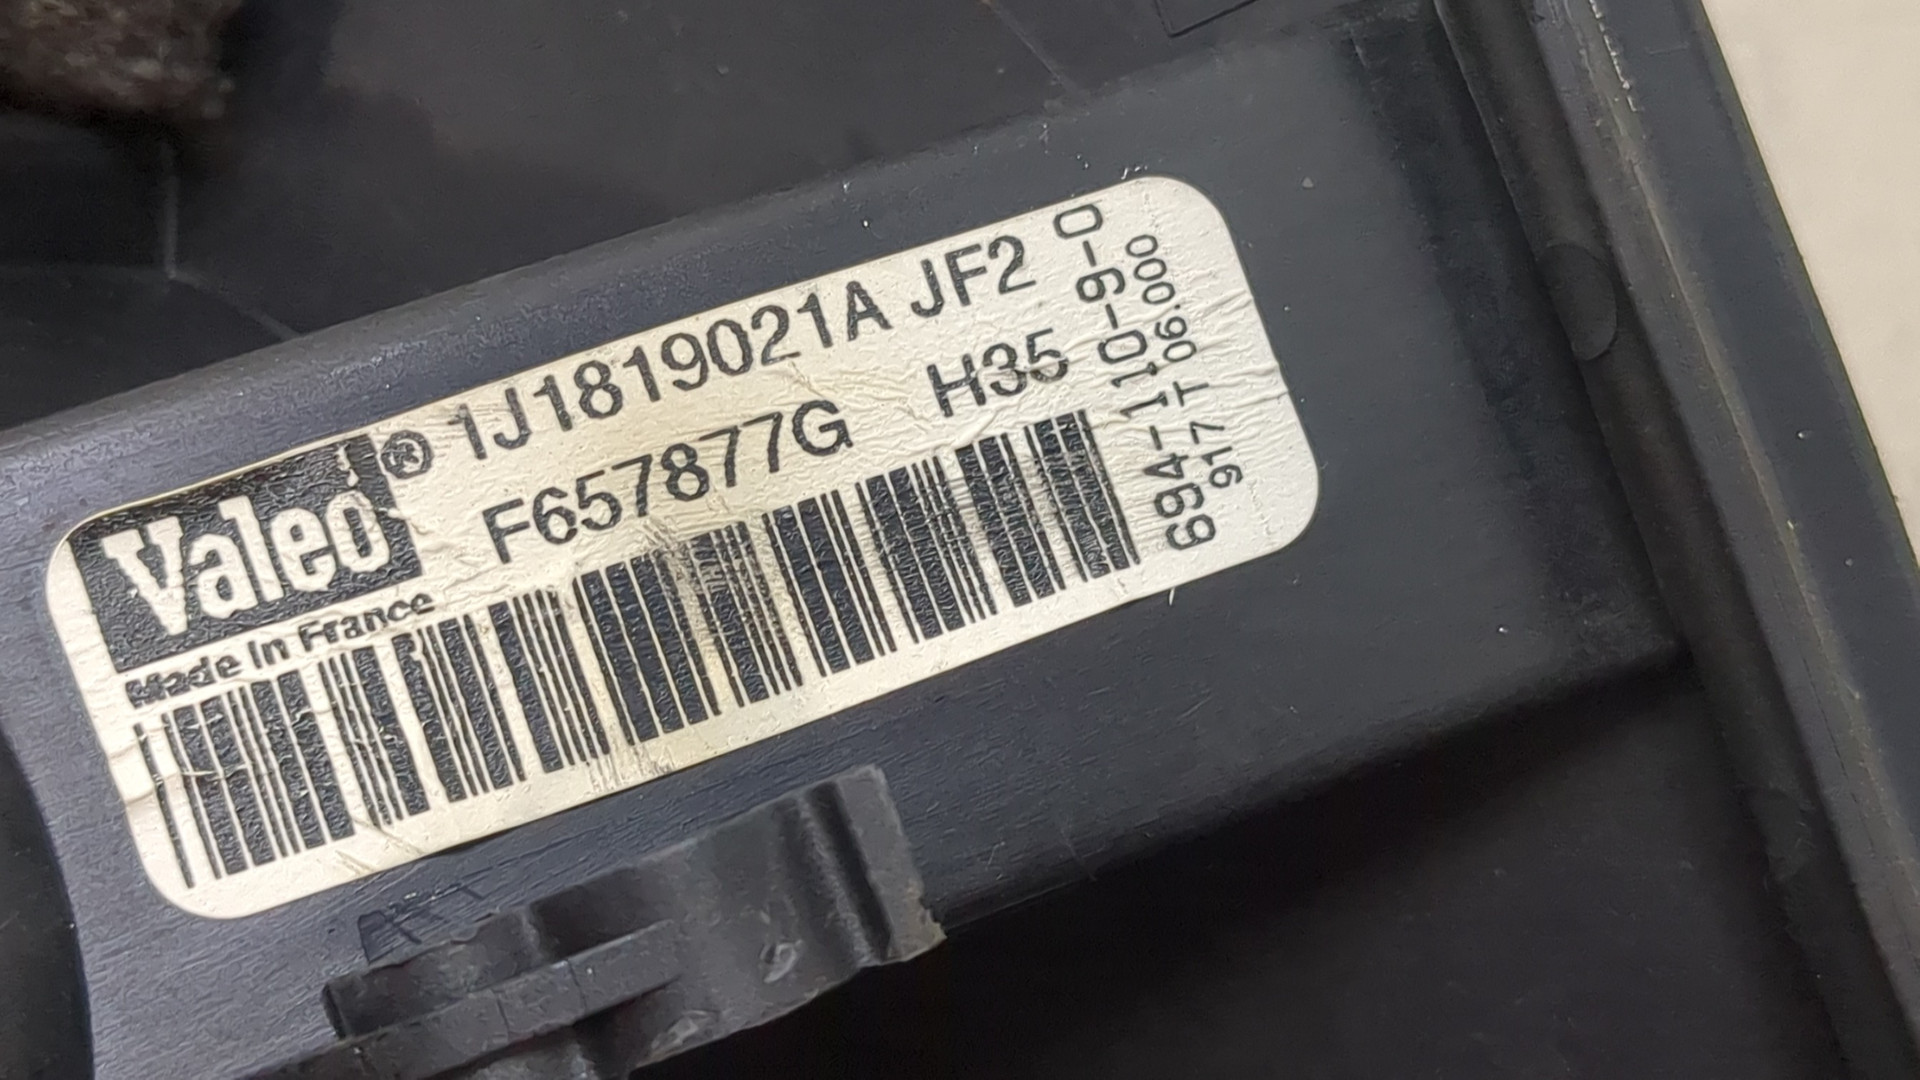 Valeo®
Made In France
1J1819021A JF2
F657877G H35
694-110-9-0
917 T 06.000